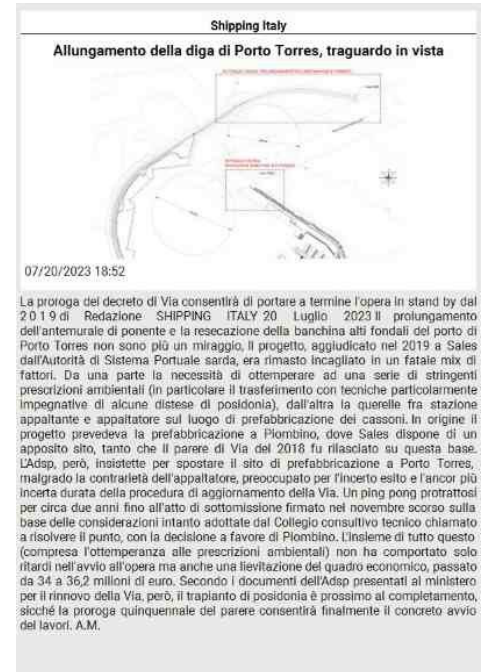 Shipping Italy
Allungamento della diga di Porto Torres, traguardo in vista
07/20/2023 18:52
La proroga del decreto di Via consentirà di portare a termine l'opera in stand by dal
2019 di Redazione SHIPPING ITALY 20 Luglio 2023 Il prolungamento
dell'antemurale di ponente e la resecazione della banchina alti fondali del porto di
Porto Torres non sono più un miraggio. Il progetto, aggiudicato nel 2019 a Sales
dall'Autorità di Sistema Portuale sarda, era rimasto incagliato in un fatale mix di
fattori. Da una parte la necessità di ottemperare ad una serie di stringenti
prescrizioni ambientali (in particolare il trasferimento con tecniche particolarmente
impegnative di alcune distese di posidonia), dall'altra la querelle fra stazione
appaltante e appaltatore sul luogo di prefabbricazione dei cassoni. In origine il
progetto prevedeva la prefabbricazione a Piombino, dove Sales dispone di un
apposito sito, tanto che il parere di Via del 2018 fu rilasciato su questa base.
L'Adsp, però, insistette per spostare il sito di prefabbricazione a Porto Torres,
malgrado la contrarietà dell'appaltatore, preoccupato per l'incerto esito e l'ancor più
incerta durata della procedura di aggiornamento della Via. Un ping pong protrattosi
per circa due anni fino all'atto di sottomissione firmato nel novembre scorso sulla
base delle considerazioni intanto adottate dal Collegio consultivo tecnico chiamato
a risolvere il punto, con la decisione a favore di Piombino. L'insieme di tutto questo
(compresa l'ottemperanza alle prescrizioni ambientali) non ha comportato solo
ritardi nell'avvio all'opera ma anche una lievitazione del quadro economico, passato
da 34 a 36,2 milioni di euro. Secondo i documenti dell'Adsp presentati al ministero
per il rinnovo della Via, però, il trapianto di posidonia è prossimo al completamento,
sicché la proroga quinquennale del parere consentirà finalmente il concreto avvio
dei lavori. A.M.